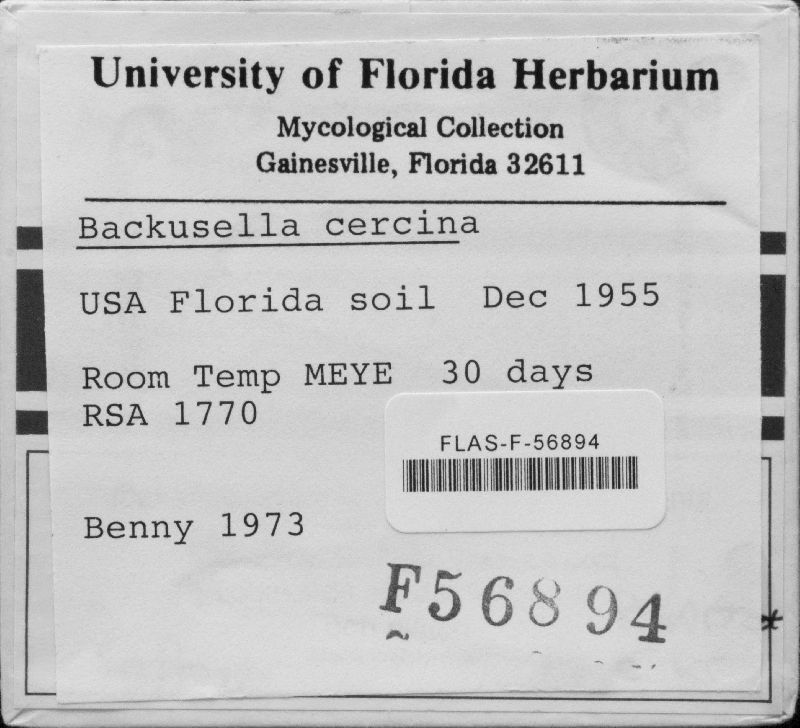 University of Florida Herbarium
Mycological Collection
Gainesville, Florida 32611
Backusella cercina
USA Florida soil Dec 1955
Room Temp MEYE 30 days
RSA 1770
FLAS-F-56894
Benny 1973
F56894